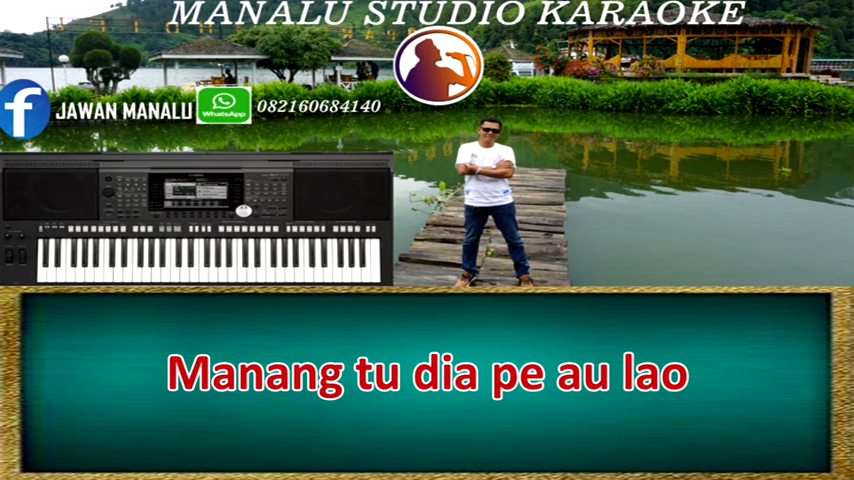 MANALU STUDIO KARAOKE
JAWAN MANALU
WhatsApp
082160684140
Manang tu dia pe au lao